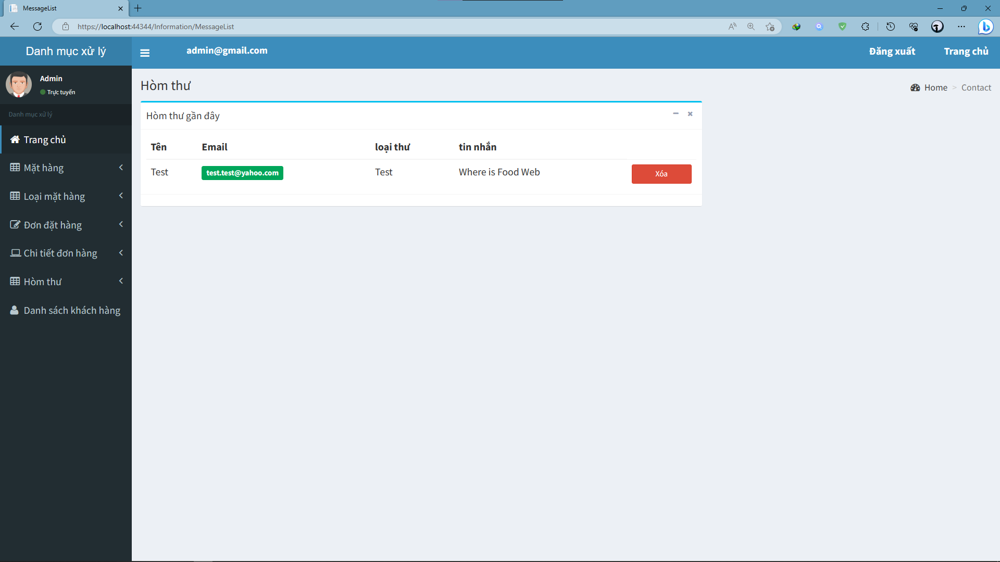 MessageList
https://localhost:44344/Information/MessageList
Danh mục xử lý
admin@gmail.com
Đăng xuất
Trang chủ
Admin
Trực tuyến
Danh mục xử lý
Trang chủ
Mặt hàng
Loại mặt hàng
Đơn đặt hàng
Chi tiết đơn hàng
Hòm thư
Danh sách khách hàng
Hòm thư
Home > Contact
Hòm thư gần đây
Tên Email loại thư tin nhắn
Test test.test@yahoo.com Test Where is Food Web Xóa